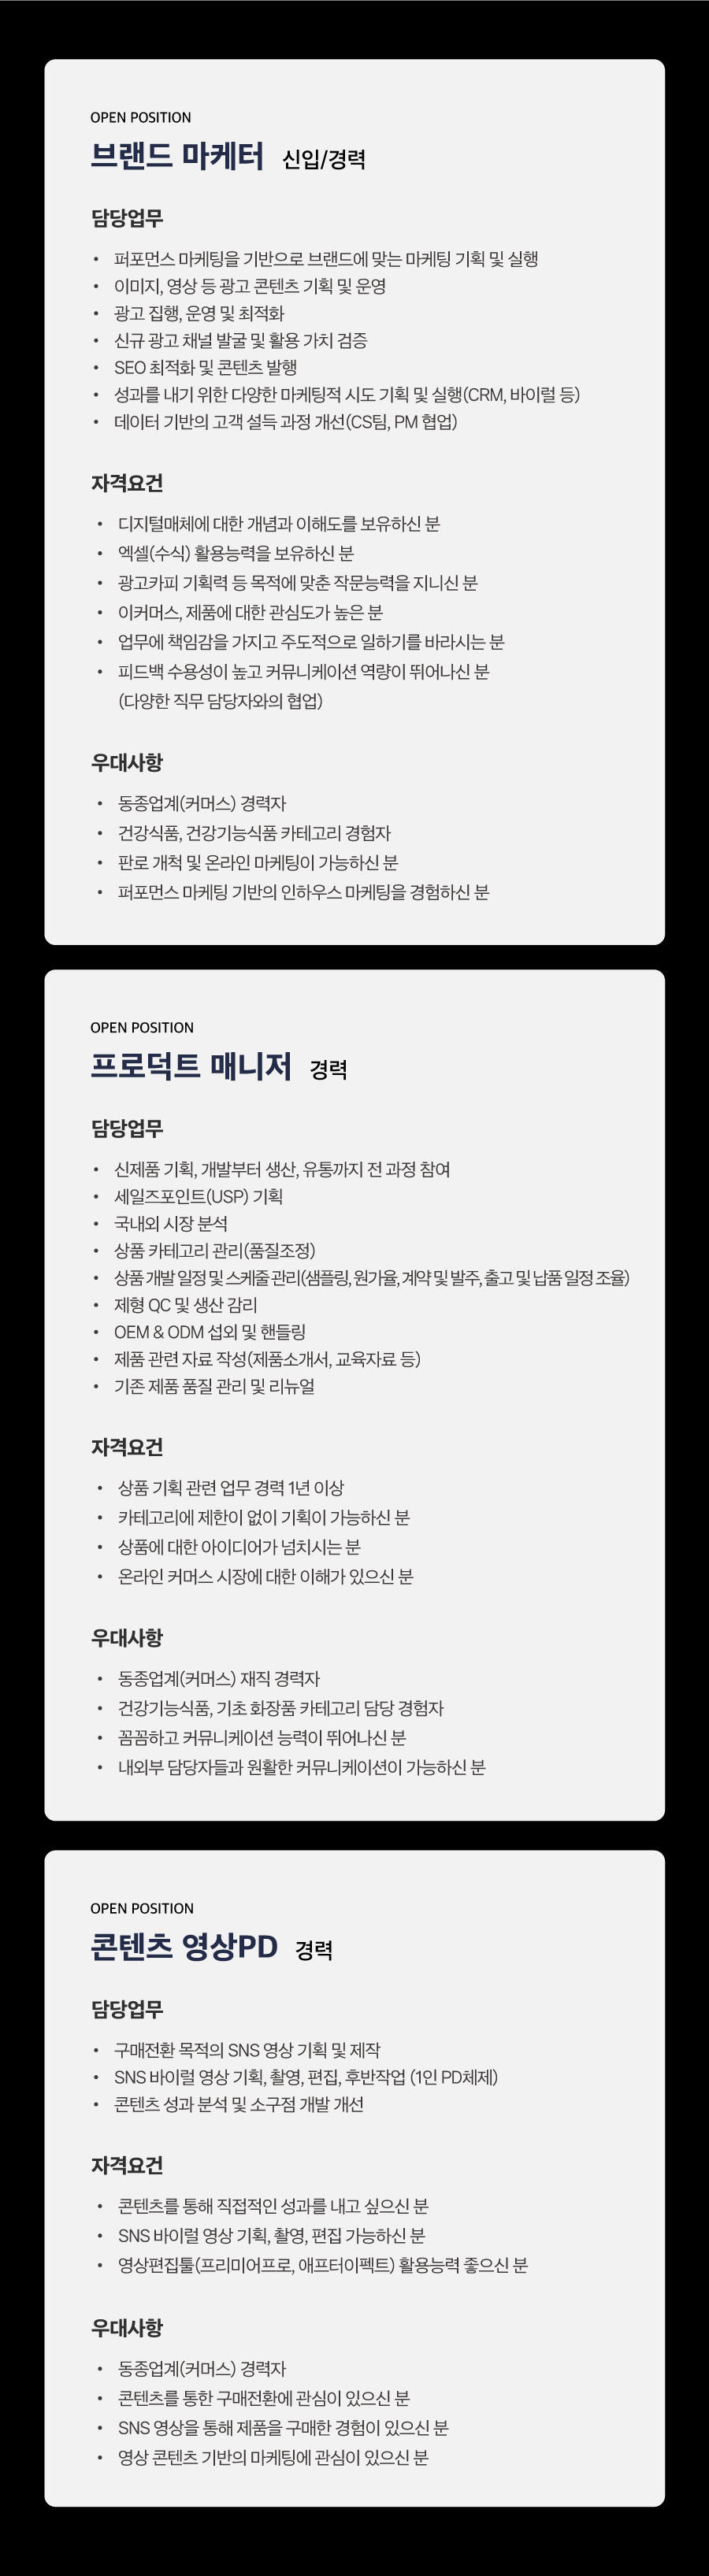 OPEN POSITION
브랜드 마케터 신입/경력
담당업무
• 퍼포먼스 마케팅을 기반으로 브랜드에 맞는 마케팅 기획 및 실행
• 이미지, 영상 등 광고 콘텐츠 기획 및 운영
• 광고 집행, 운영 및 최적화
• 신규 광고 채널 발굴 및 활용 가치 검증
• SEO 최적화 및 콘텐츠 발행
• 성과를 내기 위한 다양한 마케팅적 시도 기획 및 실행(CRM, 바이럴 등)
• 데이터 기반의 고객 설득 과정 개선(CS팀, PM 협업)
자격요건
• 디지털매체에 대한 개념과 이해도를 보유하신 분
• 엑셀(수식) 활용능력을 보유하신 분
• 광고카피 기획력 등 목적에 맞춘 작문능력을 지니신 분
• 이커머스, 제품에 대한 관심도가 높은 분
• 업무에 책임감을 가지고 주도적으로 일하기를 바라시는 분
• 피드백 수용성이 높고 커뮤니케이션 역량이 뛰어나신 분
(다양한 직무 담당자와의 협업)
우대사항
• 동종업계(커머스) 경력자
• 건강식품, 건강기능식품 카테고리 경험자
• 판로 개척 및 온라인 마케팅이 가능하신 분
• 퍼포먼스 마케팅 기반의 인하우스 마케팅을 경험하신 분
OPEN POSITION
프로덕트 매니저 경력
담당업무
• 신제품 기획, 개발부터 생산, 유통까지 전 과정 참여
• 세일즈포인트(USP) 기획
• 국내외 시장 분석
• 상품 카테고리 관리(품질조정)
• 상품 개발 일정 및 스케줄 관리(샘플링, 원가율, 계약 및 발주, 출고 및 납품 일정 조율)
• 제형 QC 및 생산 감리
• OEM & ODM 섭외 및 핸들링
• 제품 관련 자료 작성(제품소개서, 교육자료 등)
• 기존 제품 품질 관리 및 리뉴얼
자격요건
• 상품 기획 관련 업무 경력 1년 이상
• 카테고리에 제한이 없이 기획이 가능하신 분
• 상품에 대한 아이디어가 넘치시는 분
• 온라인 커머스 시장에 대한 이해가 있으신 분
우대사항
• 동종업계(커머스) 재직 경력자
• 건강기능식품, 기초 화장품 카테고리 담당 경험자
• 꼼꼼하고 커뮤니케이션 능력이 뛰어나신 분
• 내외부 담당자들과 원활한 커뮤니케이션이 가능하신 분
OPEN POSITION
콘텐츠 영상PD 경력
담당업무
• 구매전환 목적의 SNS 영상 기획 및 제작
• SNS 바이럴 영상 기획, 촬영, 편집, 후반작업 (1인 PD체제)
• 콘텐츠 성과 분석 및 소구점 개발 개선
자격요건
• 콘텐츠를 통해 직접적인 성과를 내고 싶으신 분
• SNS 바이럴 영상 기획, 촬영, 편집 가능하신 분
• 영상편집툴(프리미어프로, 애프터이펙트) 활용능력 좋으신 분
우대사항
• 동종업계(커머스) 경력자
• 콘텐츠를 통한 구매전환에 관심이 있으신 분
• SNS 영상을 통해 제품을 구매한 경험이 있으신 분
• 영상 콘텐츠 기반의 마케팅에 관심이 있으신 분